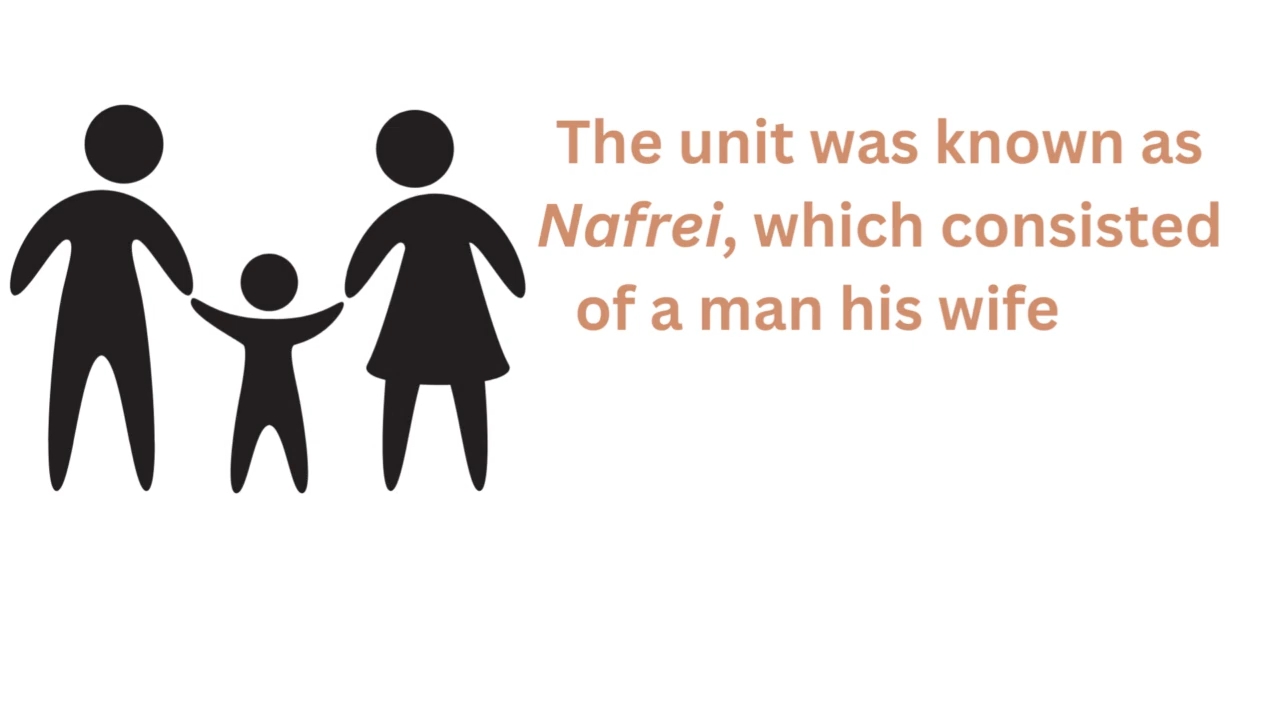 The unit was known as
Nafrei, which consisted
of a man his wife